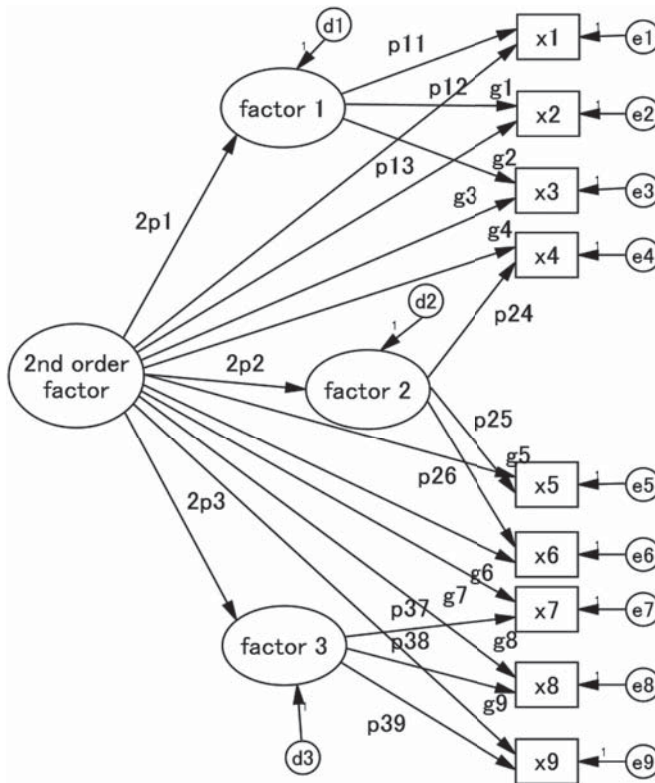 d1
1
p11
x1
1
e1
factor 1
p12
g1
x2
1
e2
p13
g2
x3
1
e3
2p1
g3
g4
x4
1
e4
d2
1
p24
2nd order
factor
2p2
factor 2
p25
g5
x5
1
e5
p26
2p3
x6
1
e6
g6
g7
p37
x7
1
e7
factor 3
p38
g8
x8
1
e8
g9
1
p39
d3
x9
1
e9